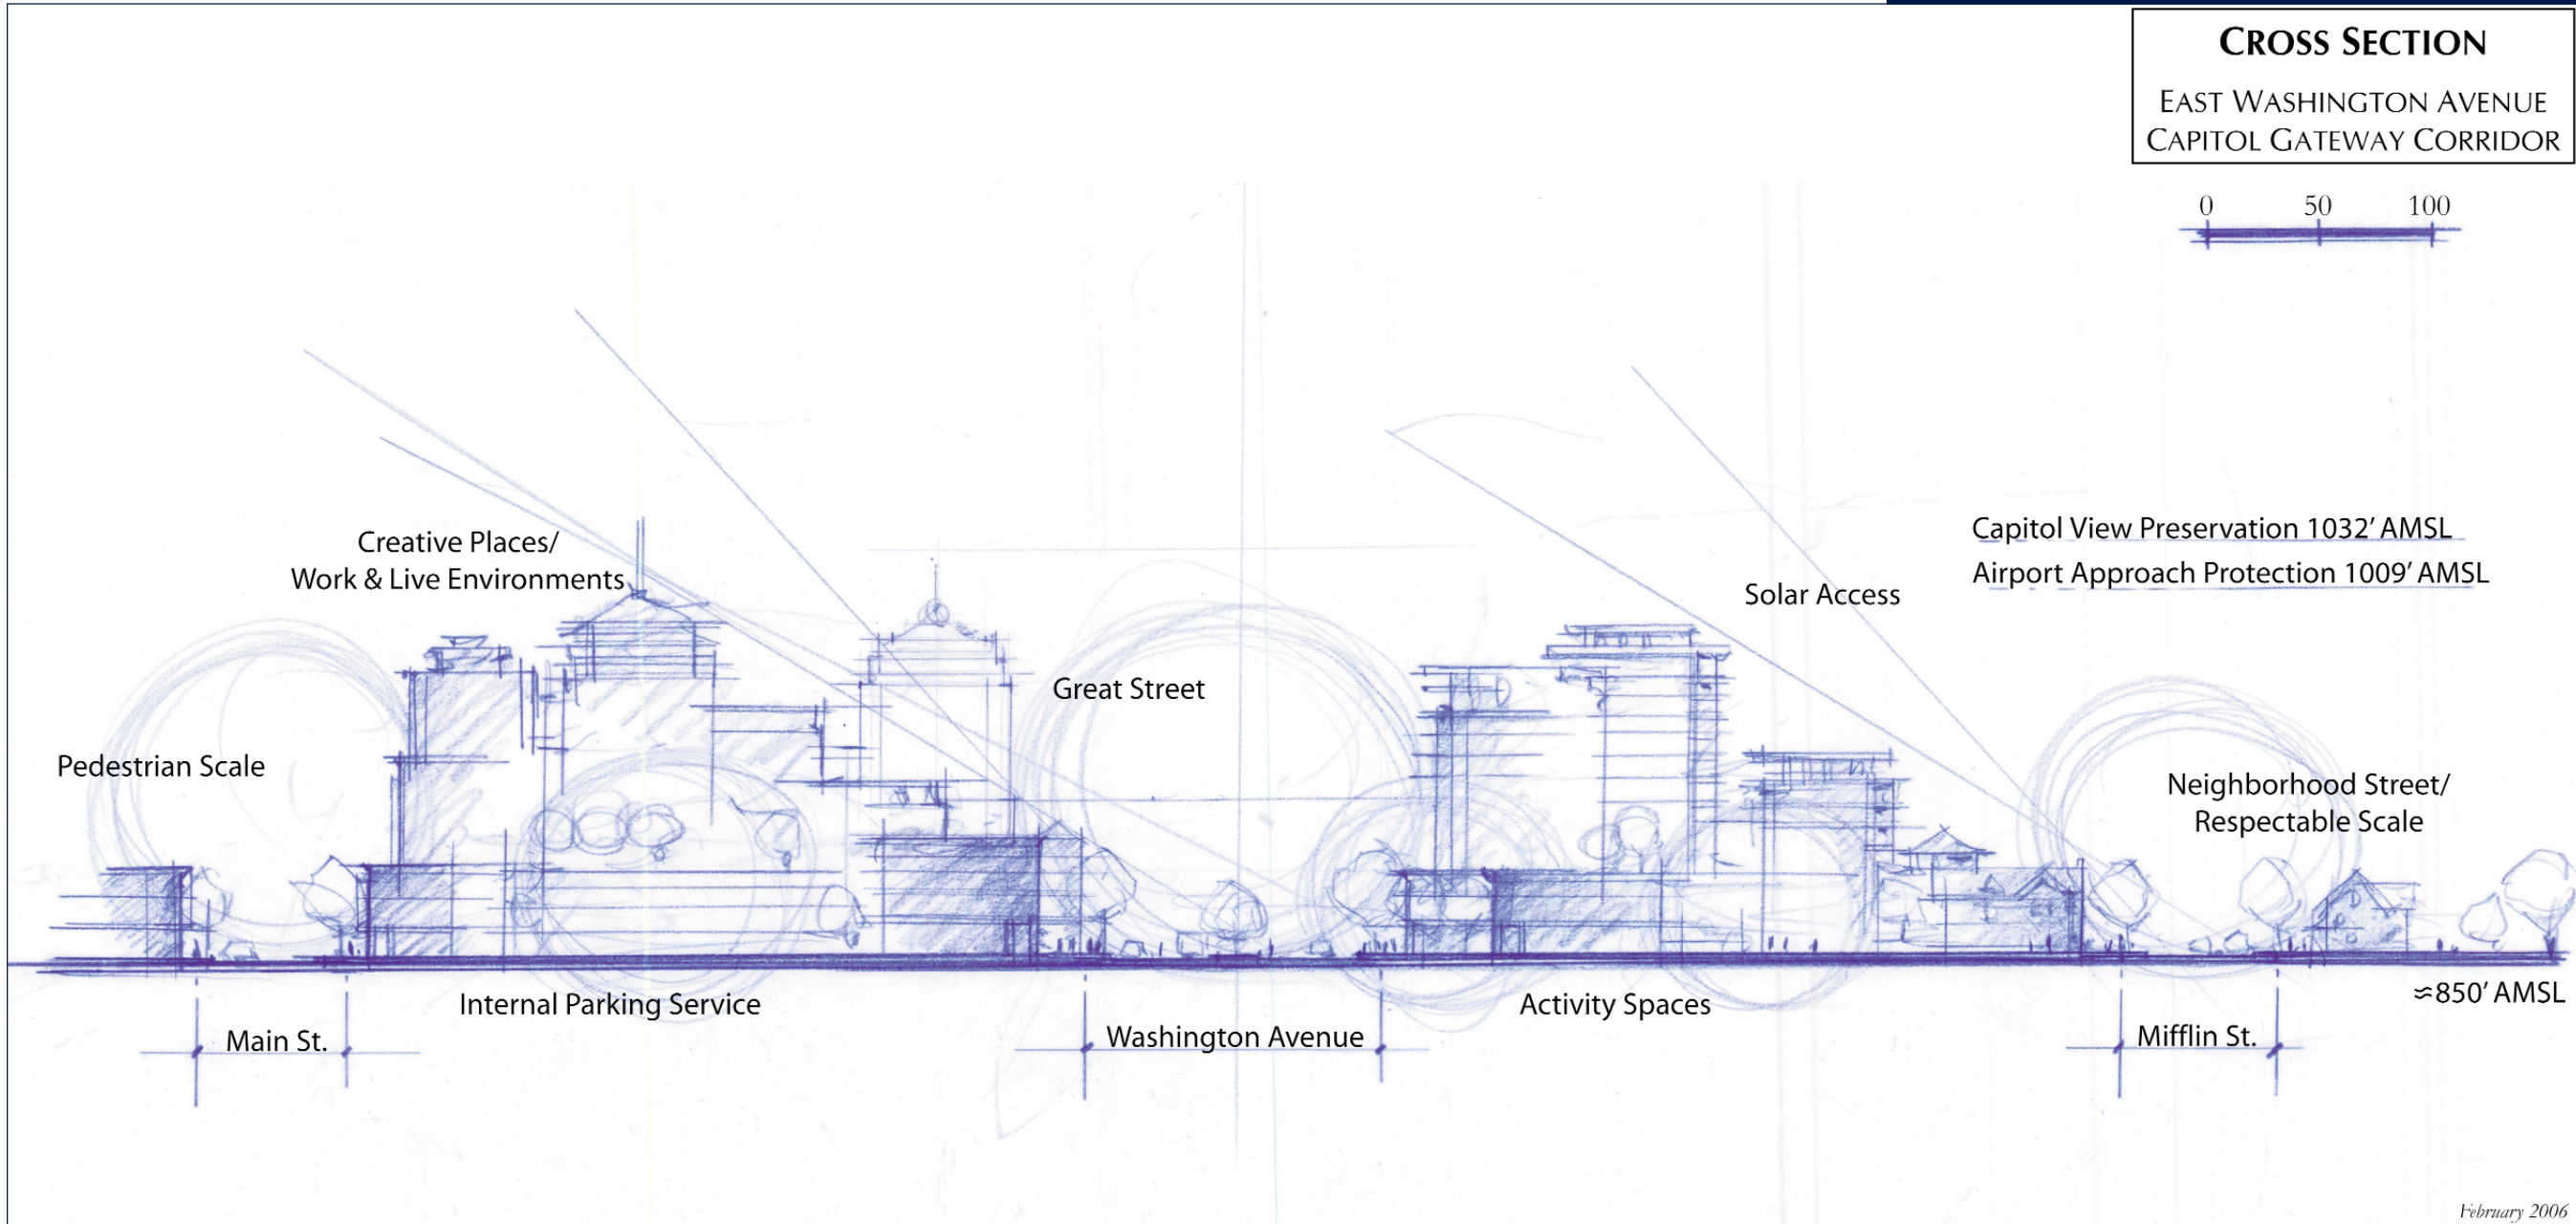 CROSS SECTION
EAST WASHINGTON AVENUE
CAPITOL GATEWAY CORRIDOR
0 50 100
Capitol View Preservation 1032’ AMSL
Airport Approach Protection 1009’ AMSL
Creative Places/
Work & Live Environments
Solar Access
Great Street
Pedestrian Scale
Neighborhood Street/
Respectable Scale
Internal Parking Service
Activity Spaces
≈850’ AMSL
Main St.
Washington Avenue
Mifflin St.
February 2006